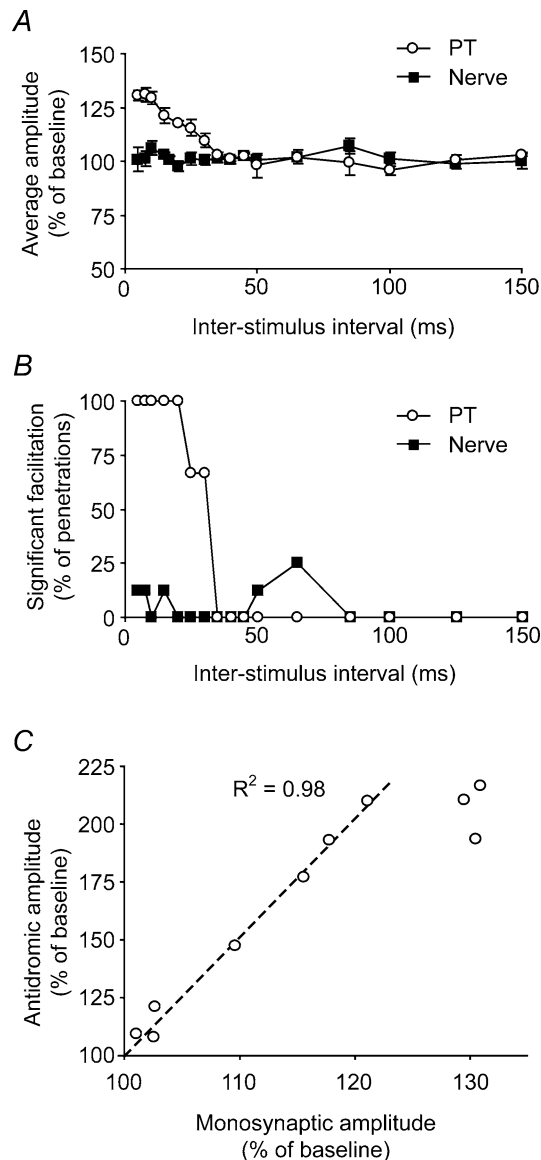 A
Average amplitude
(% of baseline)
150
125
100
75
50
0
50
100
150
PT
Nerve
Inter-stimulus interval (ms)
B
Significant facilitation
(% of penetrations)
100
75
50
25
0
0
50
100
150
PT
Nerve
Inter-stimulus interval (ms)
C
Antidromic amplitude
(% of baseline)
225
200
175
150
125
100
R² = 0.98
100
110
120
130
Monosynaptic amplitude
(% of baseline)